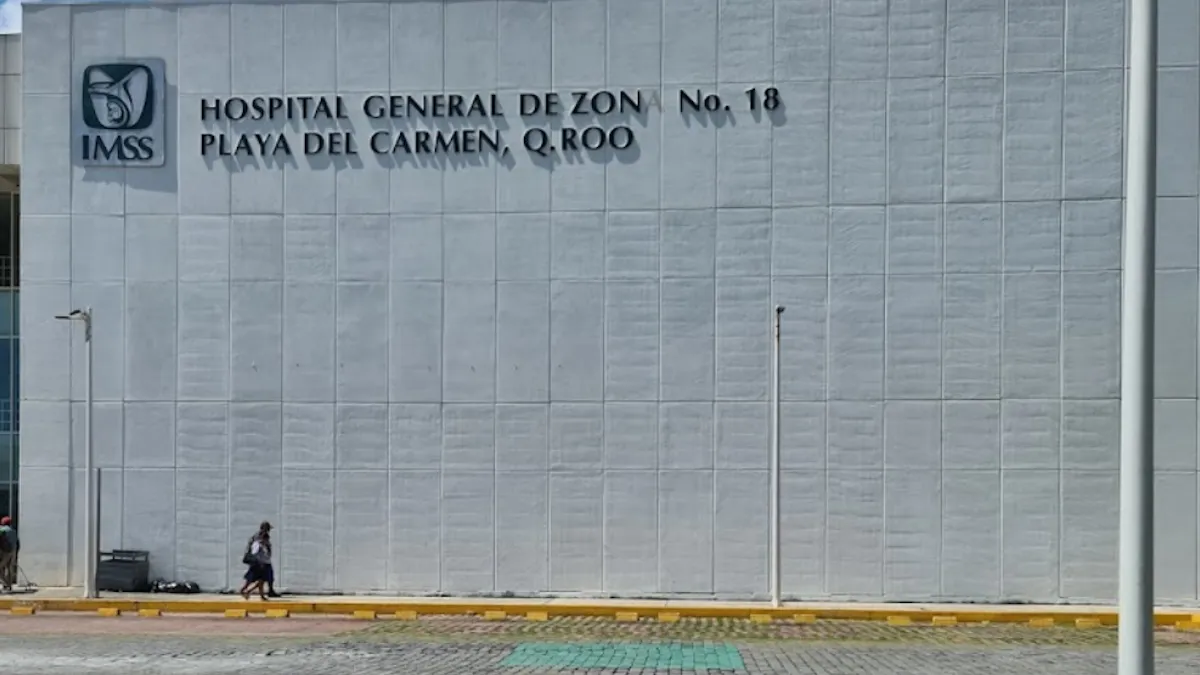 IMSS
HOSPITAL GENERAL DE ZONA No. 18
PLAYA DEL CARMEN, Q.ROO